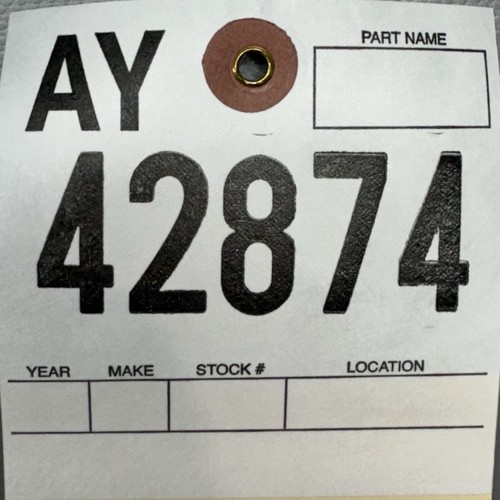 AY
PART NAME
42874
YEAR MAKE STOCK # LOCATION